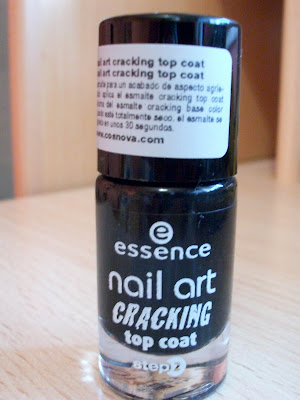 nail art cracking top coat
nail art cracking top coat
para un acabado de aspecto agrie-
aplica el esmalte cracking top coat
del esmalte cracking base color
está totalmente seco. el esmalte se
en unos 30 segundos.
www.cosnova.com
e
essence
nail art
CRACKING
top coat
step2